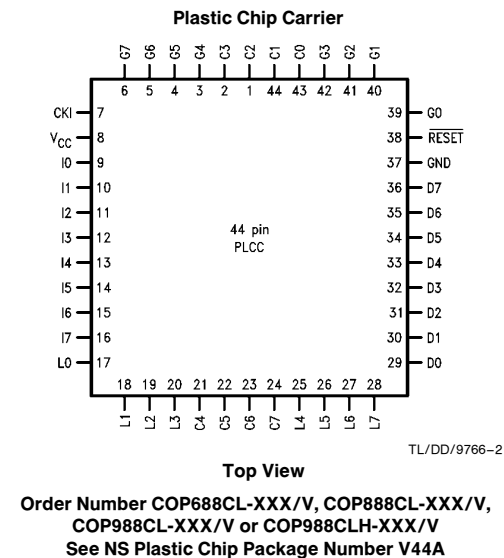 Plastic Chip Carrier
G7 G6 G5 G4 C3 C2 C1 C0 G3 G2 G1
6 5 4 3 2 1 44 43 42 41 40
CKI 7 39 G0
VCC 8 38 RESET
I0 9 37 GND
I1 10 36 D7
I2 11 35 D6
I3 12 34 D5
I4 13 33 D4
I5 14 32 D3
I6 15 31 D2
I7 16 30 D1
L0 17 29 D0
44 pin
PLCC
18 19 20 21 22 23 24 25 26 27 28
L1 L2 L3 C4 C5 C6 C7 L4 L5 L6 L7
TL/DD/9766–2
Top View
Order Number COP688CL-XXX/V, COP888CL-XXX/V,
COP988CL-XXX/V or COP988CLH-XXX/V
See NS Plastic Chip Package Number V44A